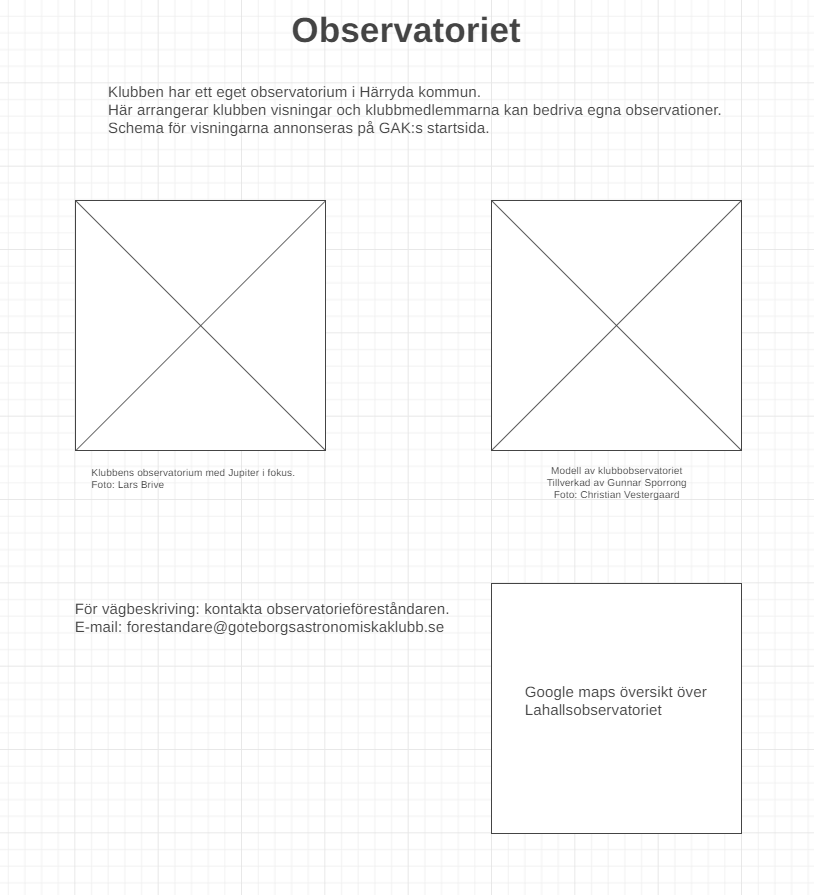 Observatoriet
Klubben har ett eget observatorium i Härryda kommun.
Här arrangerar klubben visningar och klubbmedlemmarna kan bedriva egna observationer.
Schema för visningarna annonseras på GAK:s startsida.
Klubbens observatorium med Jupiter i fokus.
Foto: Lars Brive
Modell av klubbobservatoriet
Tillverkad av Gunnar Sporrong
Foto: Christian Vestergaard
För vägbeskriving: kontakta observatorieföreståndaren.
E-mail: forestandare@goteborgsastronomiskaklubb.se
Google maps översikt över
Lahallsobservatoriet